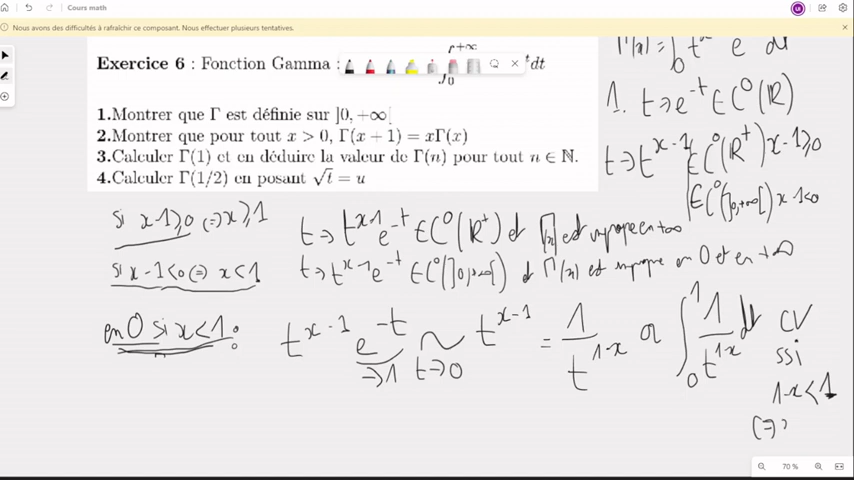 Cours math
Nous avons des difficultés à rafraîchir ce composant. Nous effectuer plusieurs tentatives.
Exercice 6 : Fonction Gamma : ∫₀^{+∞} t dt
1.Montrer que Γ est définie sur ]0, +∞[
2.Montrer que pour tout x > 0, Γ(x + 1) = xΓ(x)
3.Calculer Γ(1) et en déduire la valeur de Γ(n) pour tout n ∈ ℕ.
4.Calculer Γ(1/2) en posant √t = u
Γ(x) = ∫₀ t^x e dt
1. t → e^{-t} ∈ C⁰(ℝ)
t → t^{x-1} ∈ C⁰(ℝ⁺) x-1 ≥ 0
∈ C⁰(]0,+∞[) x-1 < 0
si x-1 ≥ 0 (=) x ≥ 1
t → t^{x-1} e^{-t} ∈ C⁰(ℝ⁺) et Γ(x) est impropre en +∞
si x-1 < 0 (=) x < 1
t → t^{x-1} e^{-t} ∈ C⁰(]0,+∞[) et Γ(x) est impropre en 0 et en +∞
en 0 si x < 1 :
t^{x-1} e^{-t} ~ t^{x-1} = 1/t^{1-x} or ∫₀¹ 1/t^{1-x} dt CV
→ 1 t → 0
ssi
1-x < 1
(=)
70 %